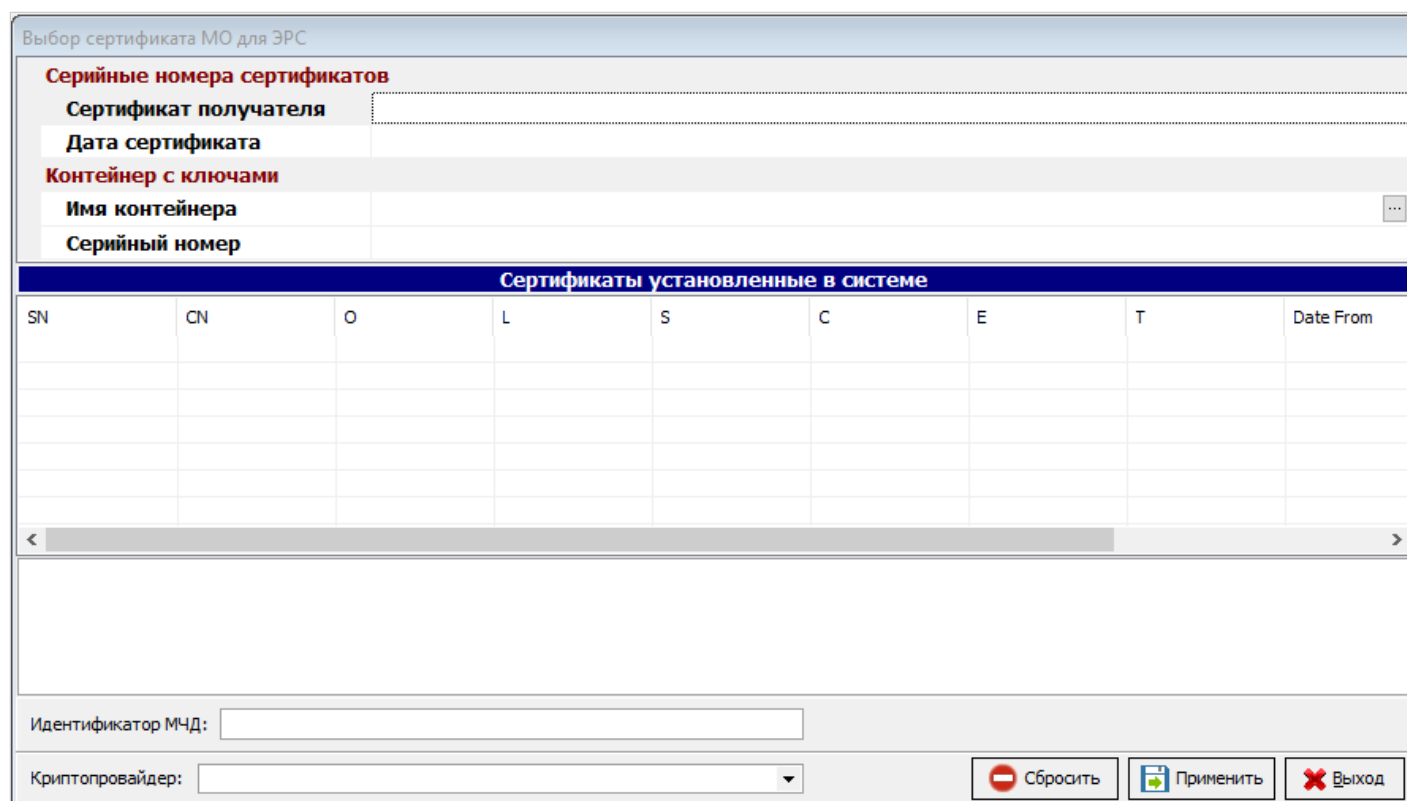 Выбор сертификата МО для ЭРС
Серийные номера сертификатов
Сертификат получателя
Дата сертификата
Контейнер с ключами
Имя контейнера
...
Серийный номер
Сертификаты установленные в системе
SN CN O L S C E T Date From
Идентификатор МЧД:
Криптопровайдер: Сбросить Применить Выход